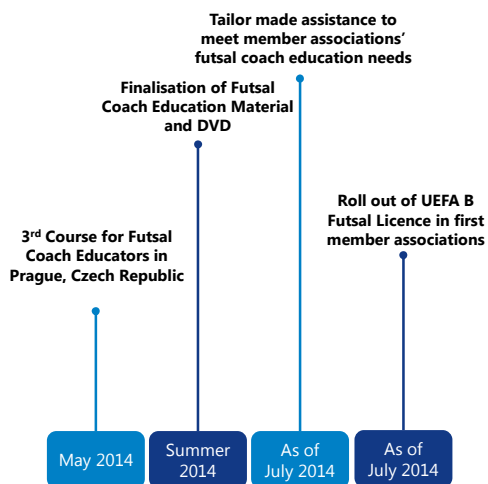 Tailor made assistance to
meet member associations'
futsal coach education needs
Finalisation of Futsal
Coach Education Material
and DVD
Roll out of UEFA B
Futsal Licence in first
member associations
3rd Course for Futsal
Coach Educators in
Prague, Czech Republic
May 2014
Summer
2014
As of
July 2014
As of
July 2014